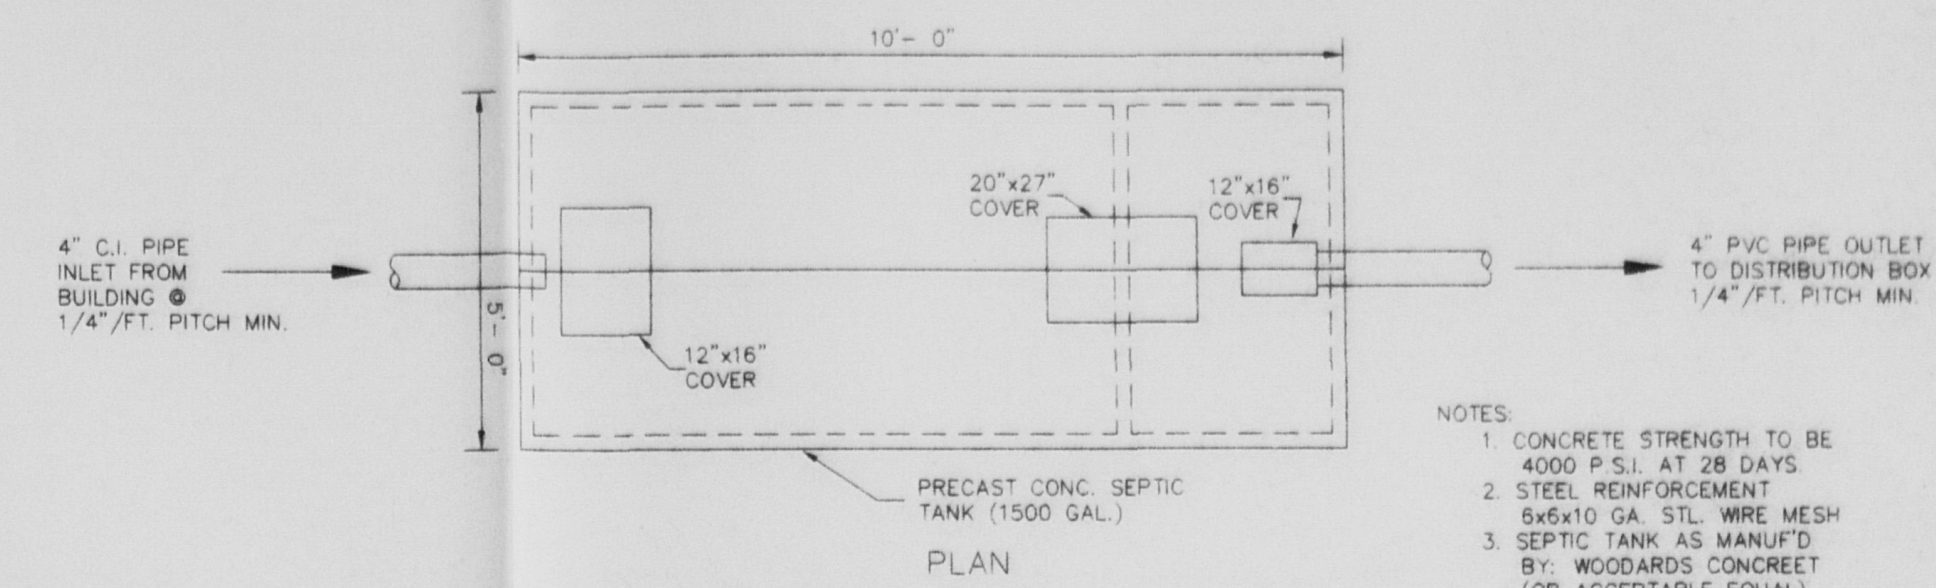 10'- 0"
20"x27"
COVER
12"x16"
COVER
4" C.I. PIPE
INLET FROM
BUILDING @
1/4"/FT. PITCH MIN.
5'- 0"
12"x16"
COVER
4" PVC PIPE OUTLET
TO DISTRIBUTION BOX
1/4"/FT. PITCH MIN.
PRECAST CONC. SEPTIC
TANK (1500 GAL.)
PLAN
NOTES:
1. CONCRETE STRENGTH TO BE
4000 P.S.I. AT 28 DAYS.
2. STEEL REINFORCEMENT
6x6x10 GA. STL. WIRE MESH
3. SEPTIC TANK AS MANUF'D
BY: WOODARDS CONCREET
(OR ACCEPTABLE EQUAL)